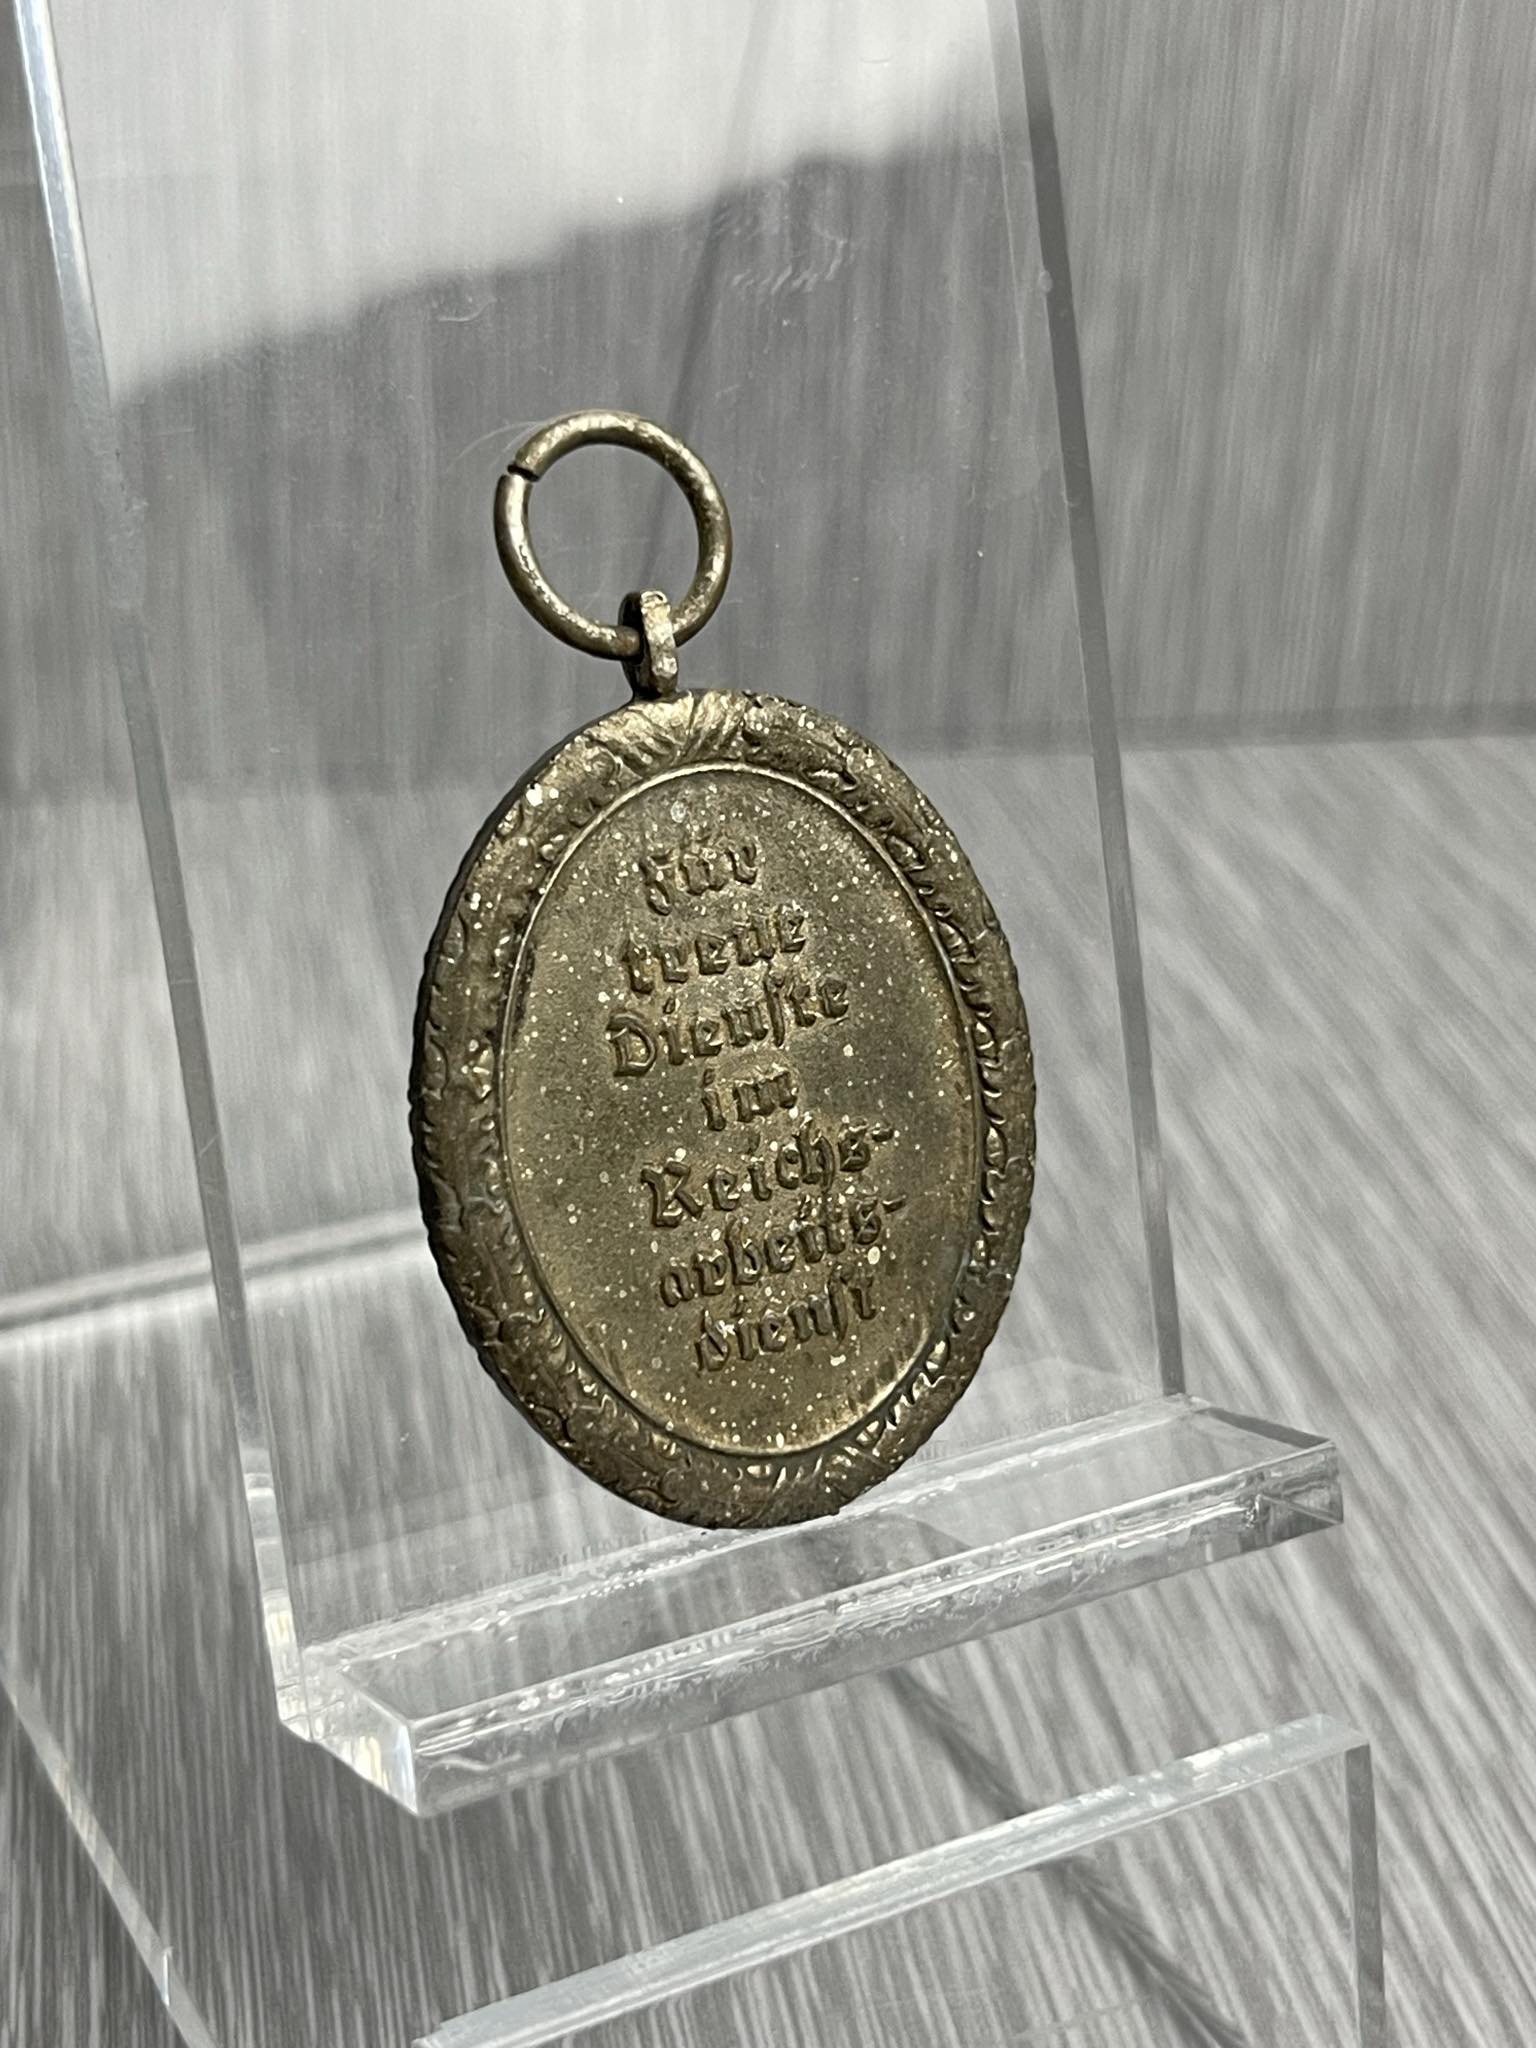 Für
treue
Dienste
im
Reichs-
arbeits-
dienst